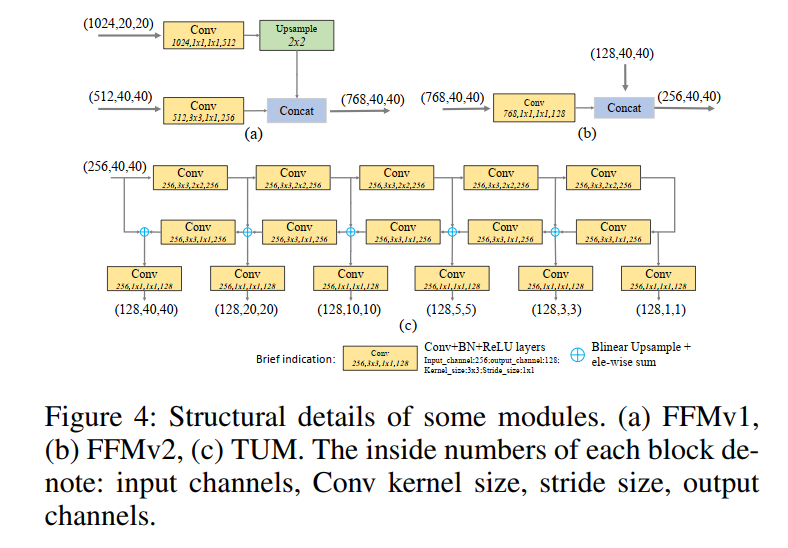 (1024,20,20)
Conv
1024,1x1,1x1,512
Upsample
2x2
(512,40,40)
Conv
512,3x3,1x1,256
Concat
(768,40,40)
(a)
(128,40,40)
(768,40,40)
Conv
768,1x1,1x1,128
Concat
(256,40,40)
(b)
(256,40,40)
Conv
256,3x3,2x2,256
Conv
256,3x3,2x2,256
Conv
256,3x3,2x2,256
Conv
256,3x3,2x2,256
Conv
256,3x3,2x2,256
Conv
256,3x3,1x1,256
Conv
256,3x3,1x1,256
Conv
256,3x3,1x1,256
Conv
256,3x3,1x1,256
Conv
256,3x3,1x1,256
Conv
256,1x1,1x1,128
Conv
256,1x1,1x1,128
Conv
256,1x1,1x1,128
Conv
256,1x1,1x1,128
Conv
256,1x1,1x1,128
Conv
256,1x1,1x1,128
(128,40,40)
(128,20,20)
(128,10,10)
(128,5,5)
(128,3,3)
(128,1,1)
(c)
Brief indication:
Conv
256,3x3,1x1,128
Conv+BN+ReLU layers
Input_channel:256;output_channel:128;
Kernel_size:3x3;Stride_size:1x1
Blinear Upsample +
ele-wise sum
Figure 4: Structural details of some modules. (a) FFMv1,
(b) FFMv2, (c) TUM. The inside numbers of each block de-
note: input channels, Conv kernel size, stride size, output
channels.